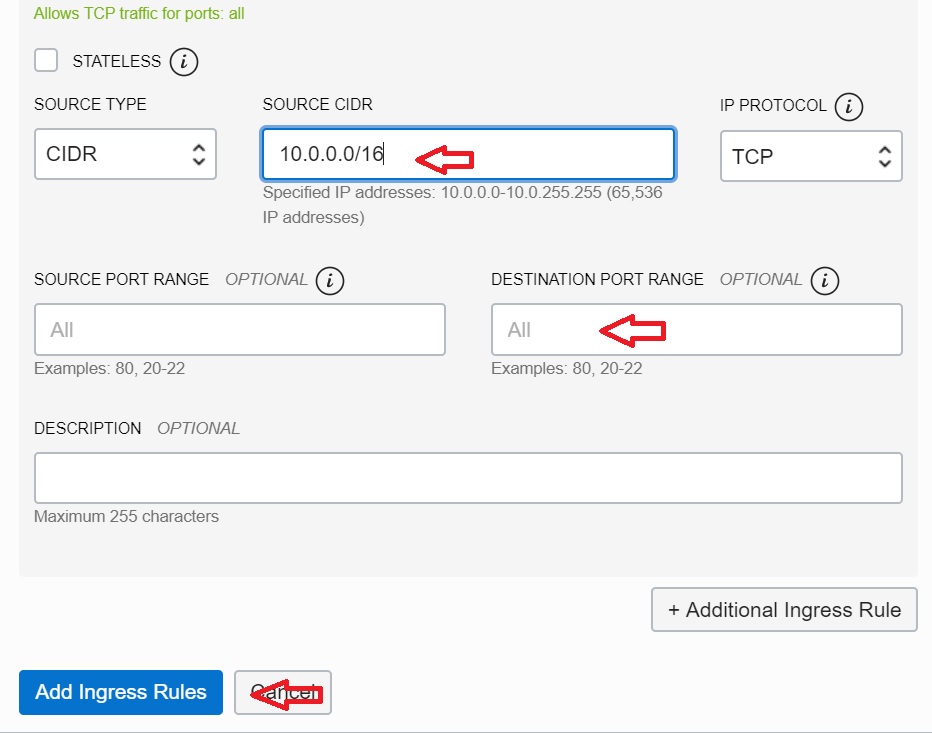 Allows TCP traffic for ports: all
STATELESS i
SOURCE TYPE SOURCE CIDR IP PROTOCOL i
CIDR 10.0.0.0/16 TCP
Specified IP addresses: 10.0.0.0-10.0.255.255 (65,536
IP addresses)
SOURCE PORT RANGE OPTIONAL i DESTINATION PORT RANGE OPTIONAL i
All All
Examples: 80, 20-22 Examples: 80, 20-22
DESCRIPTION OPTIONAL
Maximum 255 characters
+ Additional Ingress Rule
Add Ingress Rules Cancel